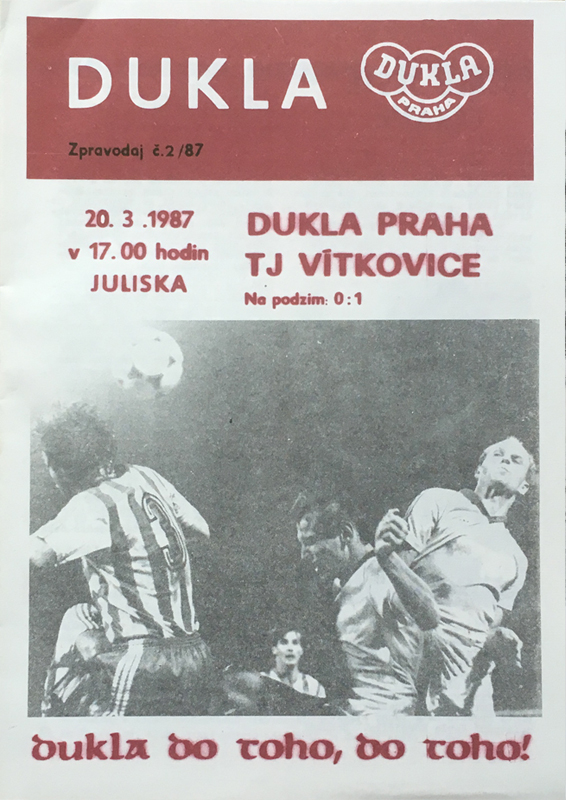 DUKLA
DUKLA
PRAHA
Zpravodaj č.2/87
20. 3 .1987
v 17.00 hodin
JULISKA
DUKLA PRAHA
TJ VÍTKOVICE
Na podzim: 0:1
3
dukla do toho, do toho!